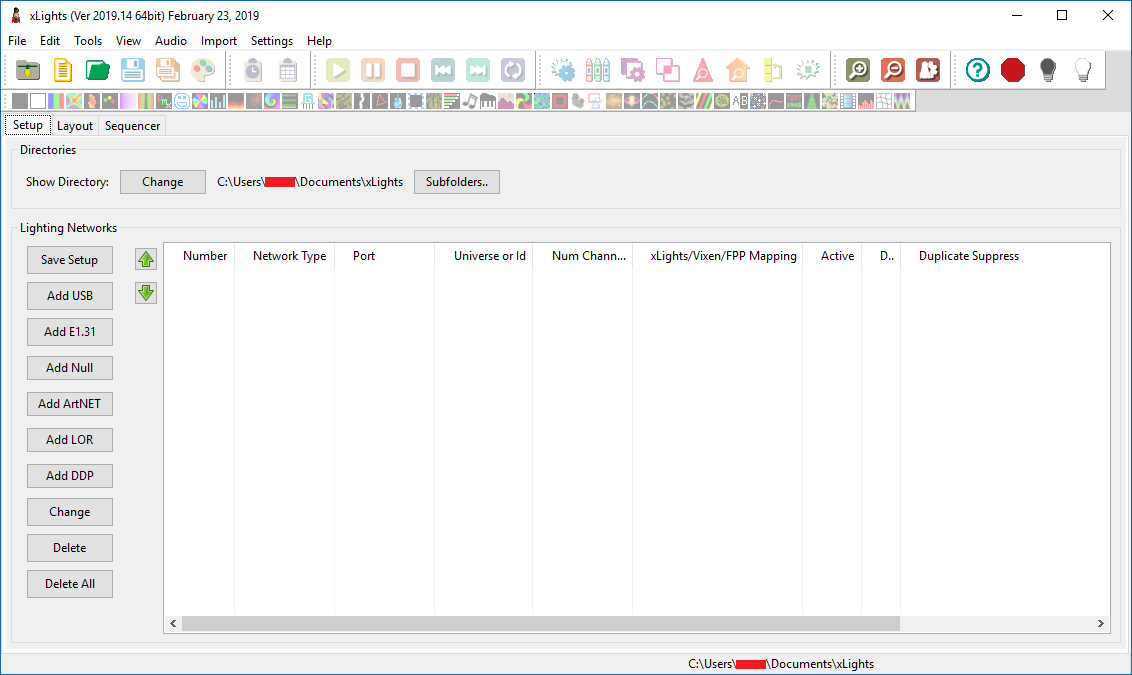 xLights (Ver 2019.14 64bit) February 23, 2019
File Edit Tools View Audio Import Settings Help
Setup Layout Sequencer
Directories
Show Directory: Change C:\Users\ \Documents\xLights Subfolders..
Lighting Networks
Save Setup
Number Network Type Port Universe or Id Num Chann... xLights/Vixen/FPP Mapping Active D.. Duplicate Suppress
Add USB
Add E1.31
Add Null
Add ArtNET
Add LOR
Add DDP
Change
Delete
Delete All
C:\Users\ \Documents\xLights